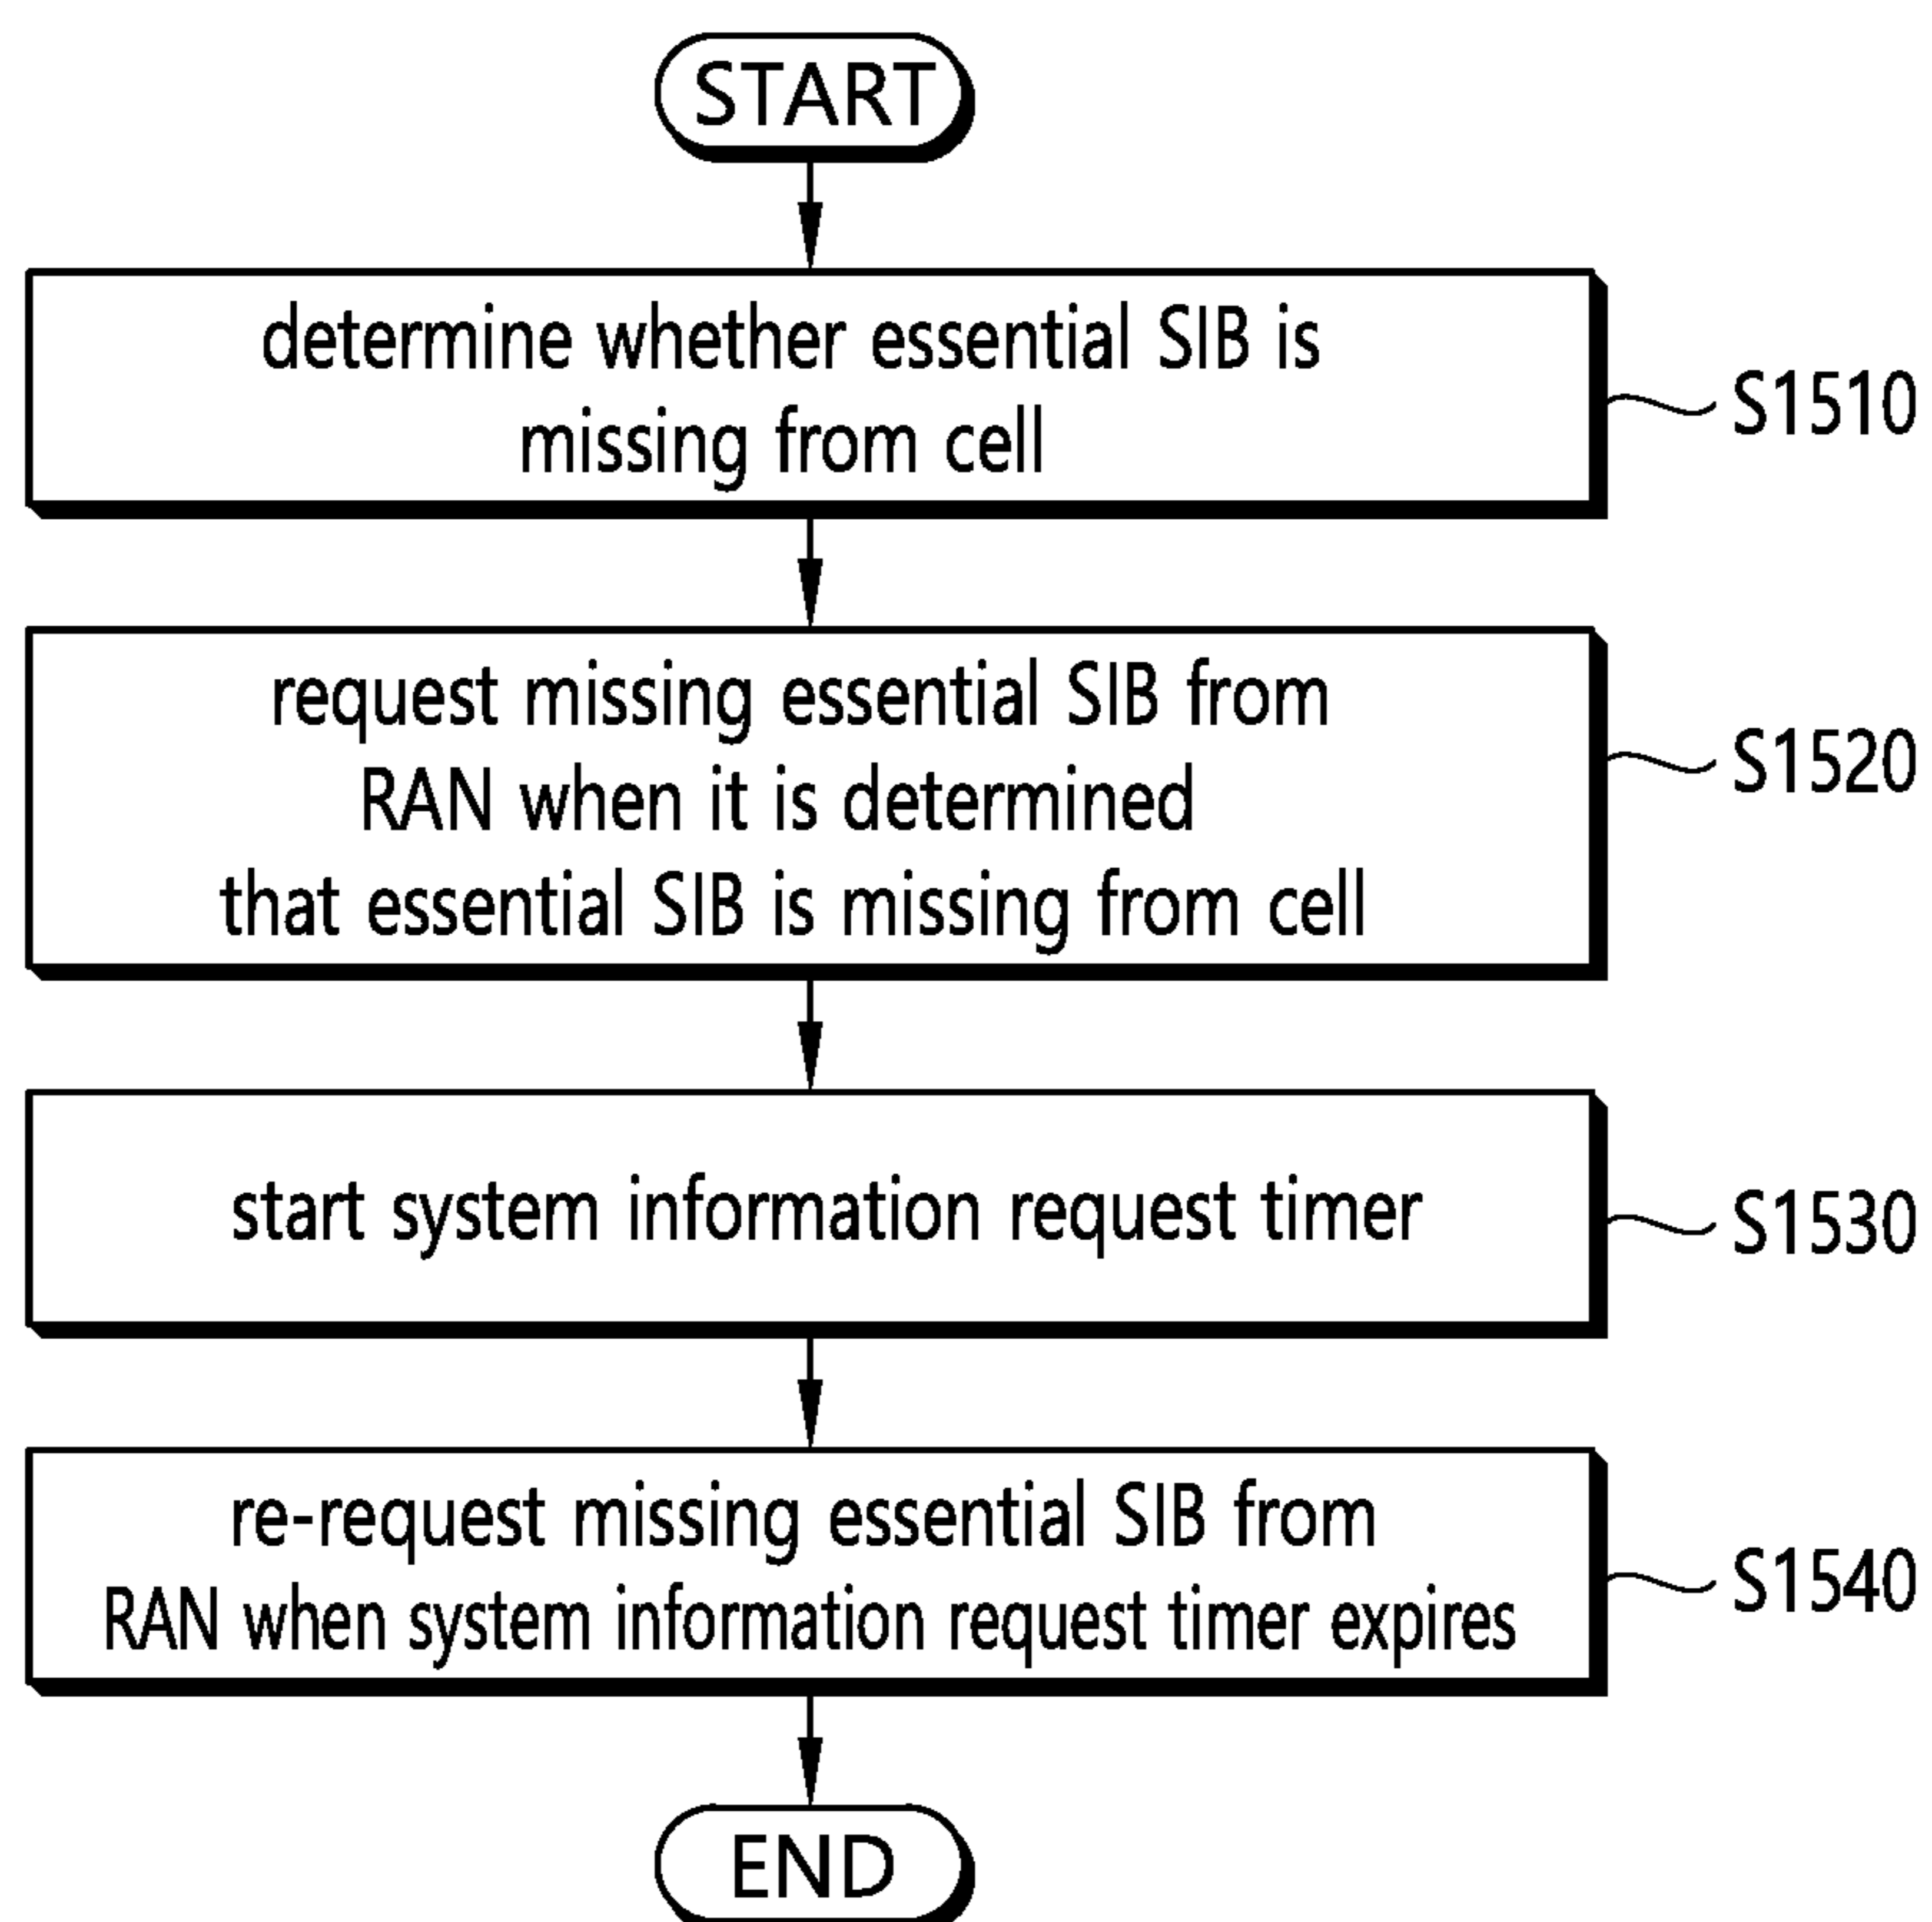 START
determine whether essential SIB is
missing from cell
S1510
request missing essential SIB from
RAN when it is determined
that essential SIB is missing from cell
S1520
start system information request timer
S1530
re-request missing essential SIB from
RAN when system information request timer expires
S1540
END